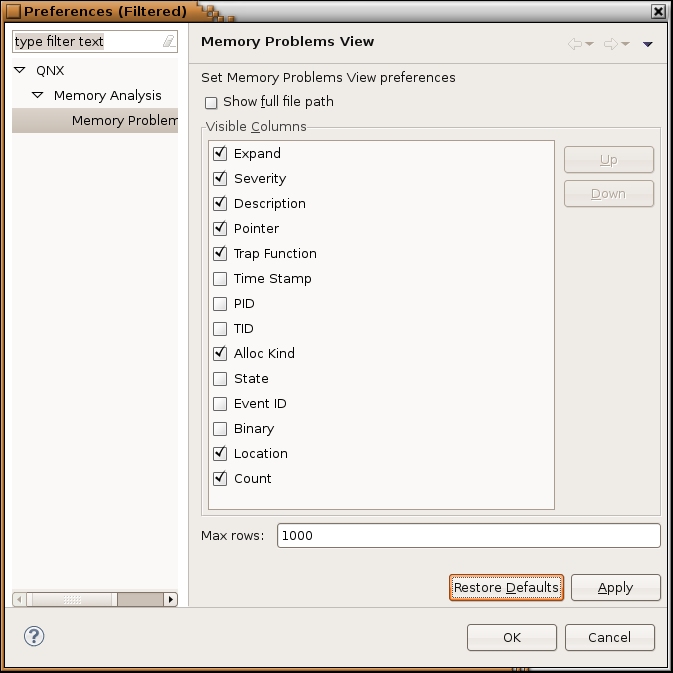 Preferences (Filtered)
type filter text
QNX
Memory Analysis
Memory Problem
Memory Problems View
Set Memory Problems View preferences
Show full file path
Visible Columns
Expand
Severity
Description
Pointer
Trap Function
Time Stamp
PID
TID
Alloc Kind
State
Event ID
Binary
Location
Count
Up
Down
Max rows: 1000
Restore Defaults Apply
? OK Cancel